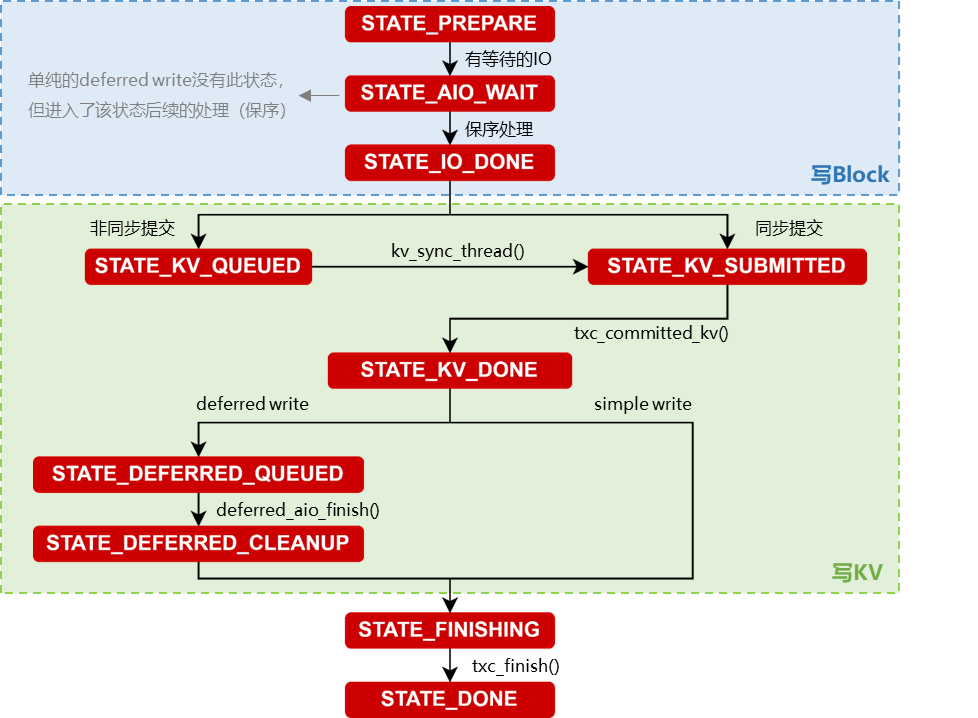 STATE_PREPARE
有等待的IO
单纯的deferred write没有此状态，
但进入了该状态后续的处理（保序）
STATE_AIO_WAIT
保序处理
STATE_IO_DONE
写Block
非同步提交
同步提交
STATE_KV_QUEUED
kv_sync_thread()
STATE_KV_SUBMITTED
txc_committed_kv()
STATE_KV_DONE
deferred write
simple write
STATE_DEFERRED_QUEUED
deferred_aio_finish()
STATE_DEFERRED_CLEANUP
写KV
STATE_FINISHING
txc_finish()
STATE_DONE